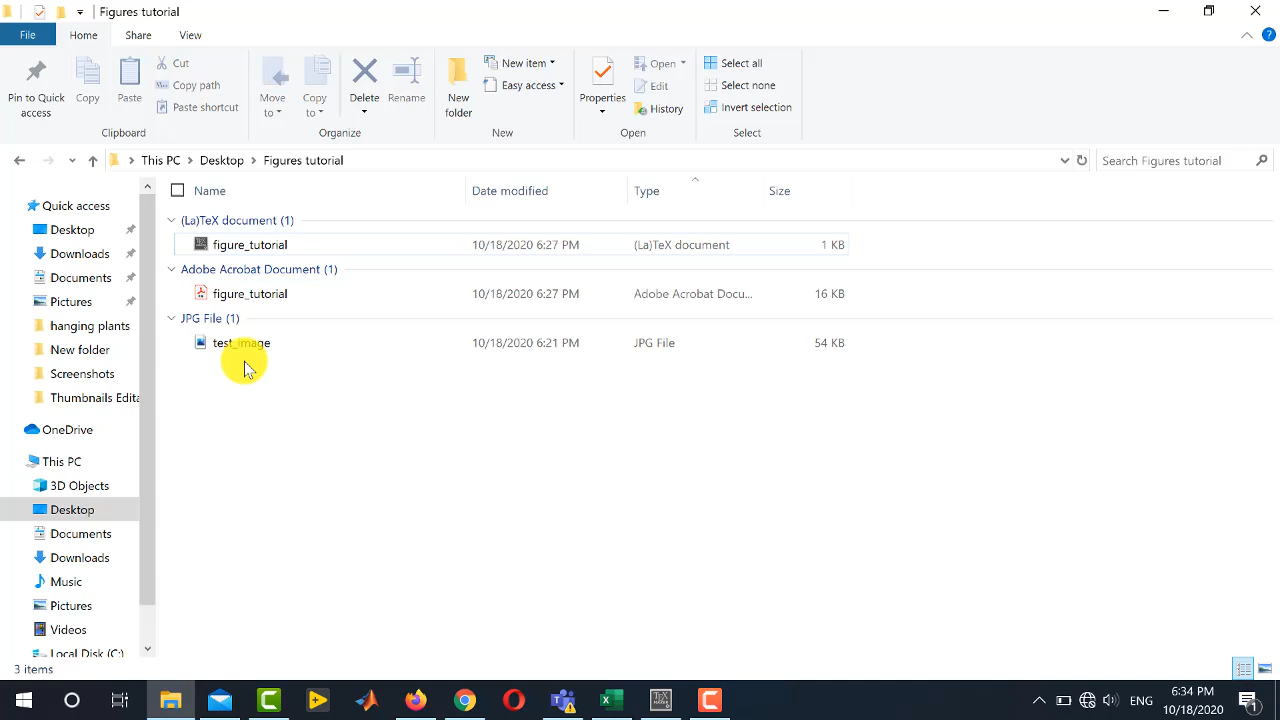 Figures tutorial
File Home Share View
Pin to Quick access
Copy
Paste
Cut
Copy path
Paste shortcut
Clipboard
Move to
Copy to
Delete
Rename
Organize
New folder
New item
Easy access
New
Properties
Open
Edit
History
Open
Select all
Select none
Invert selection
Select
This PC Desktop Figures tutorial
Search Figures tutorial
Quick access
Desktop
Downloads
Documents
Pictures
hanging plants
New folder
Screenshots
Thumbnails Edita
OneDrive
This PC
3D Objects
Desktop
Documents
Downloads
Music
Pictures
Videos
Local Disk (C:)
Name Date modified Type Size
(La)TeX document (1)
figure_tutorial 10/18/2020 6:27 PM (La)TeX document 1 KB
Adobe Acrobat Document (1)
figure_tutorial 10/18/2020 6:27 PM Adobe Acrobat Docu... 16 KB
JPG File (1)
test_image 10/18/2020 6:21 PM JPG File 54 KB
3 items
ENG
6:34 PM
10/18/2020
1